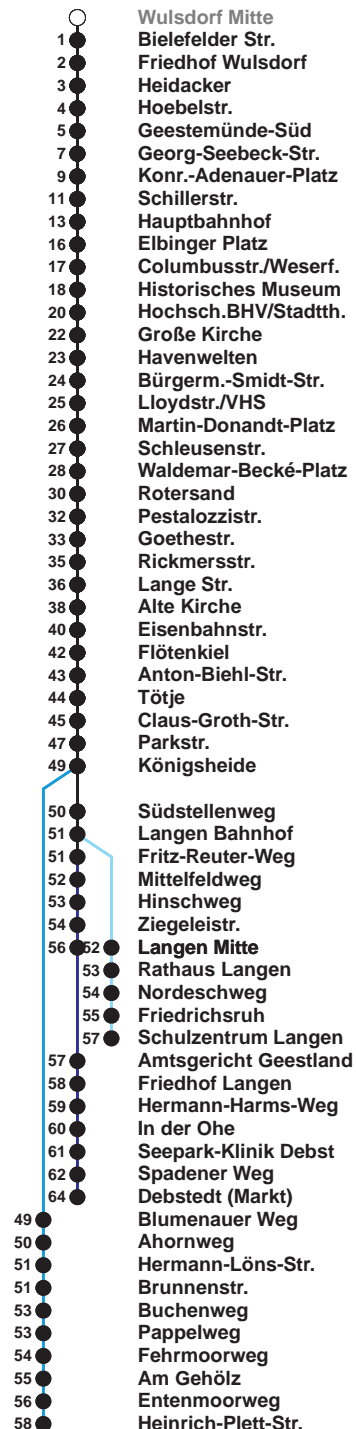 Wulsdorf Mitte
1 Bielefelder Str.
2 Friedhof Wulsdorf
3 Heidacker
4 Hoebelstr.
5 Geestemünde-Süd
7 Georg-Seebeck-Str.
9 Konr.-Adenauer-Platz
11 Schillerstr.
13 Hauptbahnhof
16 Elbinger Platz
17 Columbusstr./Weserf.
18 Historisches Museum
20 Hochsch.BHV/Stadtth.
22 Große Kirche
23 Havenwelten
24 Bürgerm.-Smidt-Str.
25 Lloydstr./VHS
26 Martin-Donandt-Platz
27 Schleusenstr.
28 Waldemar-Becké-Platz
30 Rotersand
32 Pestalozzistr.
33 Goethestr.
35 Rickmersstr.
36 Lange Str.
38 Alte Kirche
40 Eisenbahnstr.
42 Flötenkiel
43 Anton-Biehl-Str.
44 Tötje
45 Claus-Groth-Str.
47 Parkstr.
49 Königsheide
50 Südstellenweg
51 Langen Bahnhof
51 Fritz-Reuter-Weg
52 Mittelfeldweg
53 Hinschweg
54 Ziegeleistr.
56 52 Langen Mitte
53 Rathaus Langen
54 Nordeschweg
55 Friedrichsruh
57 Schulzentrum Langen
57 Amtsgericht Geestland
58 Friedhof Langen
59 Hermann-Harms-Weg
60 In der Ohe
61 Seepark-Klinik Debst
62 Spadener Weg
64 Debstedt (Markt)
49 Blumenauer Weg
50 Ahornweg
51 Hermann-Löns-Str.
51 Brunnenstr.
53 Buchenweg
53 Pappelweg
54 Fehrmoorweg
55 Am Gehölz
56 Entenmoorweg
58 Heinrich-Plett-Str.